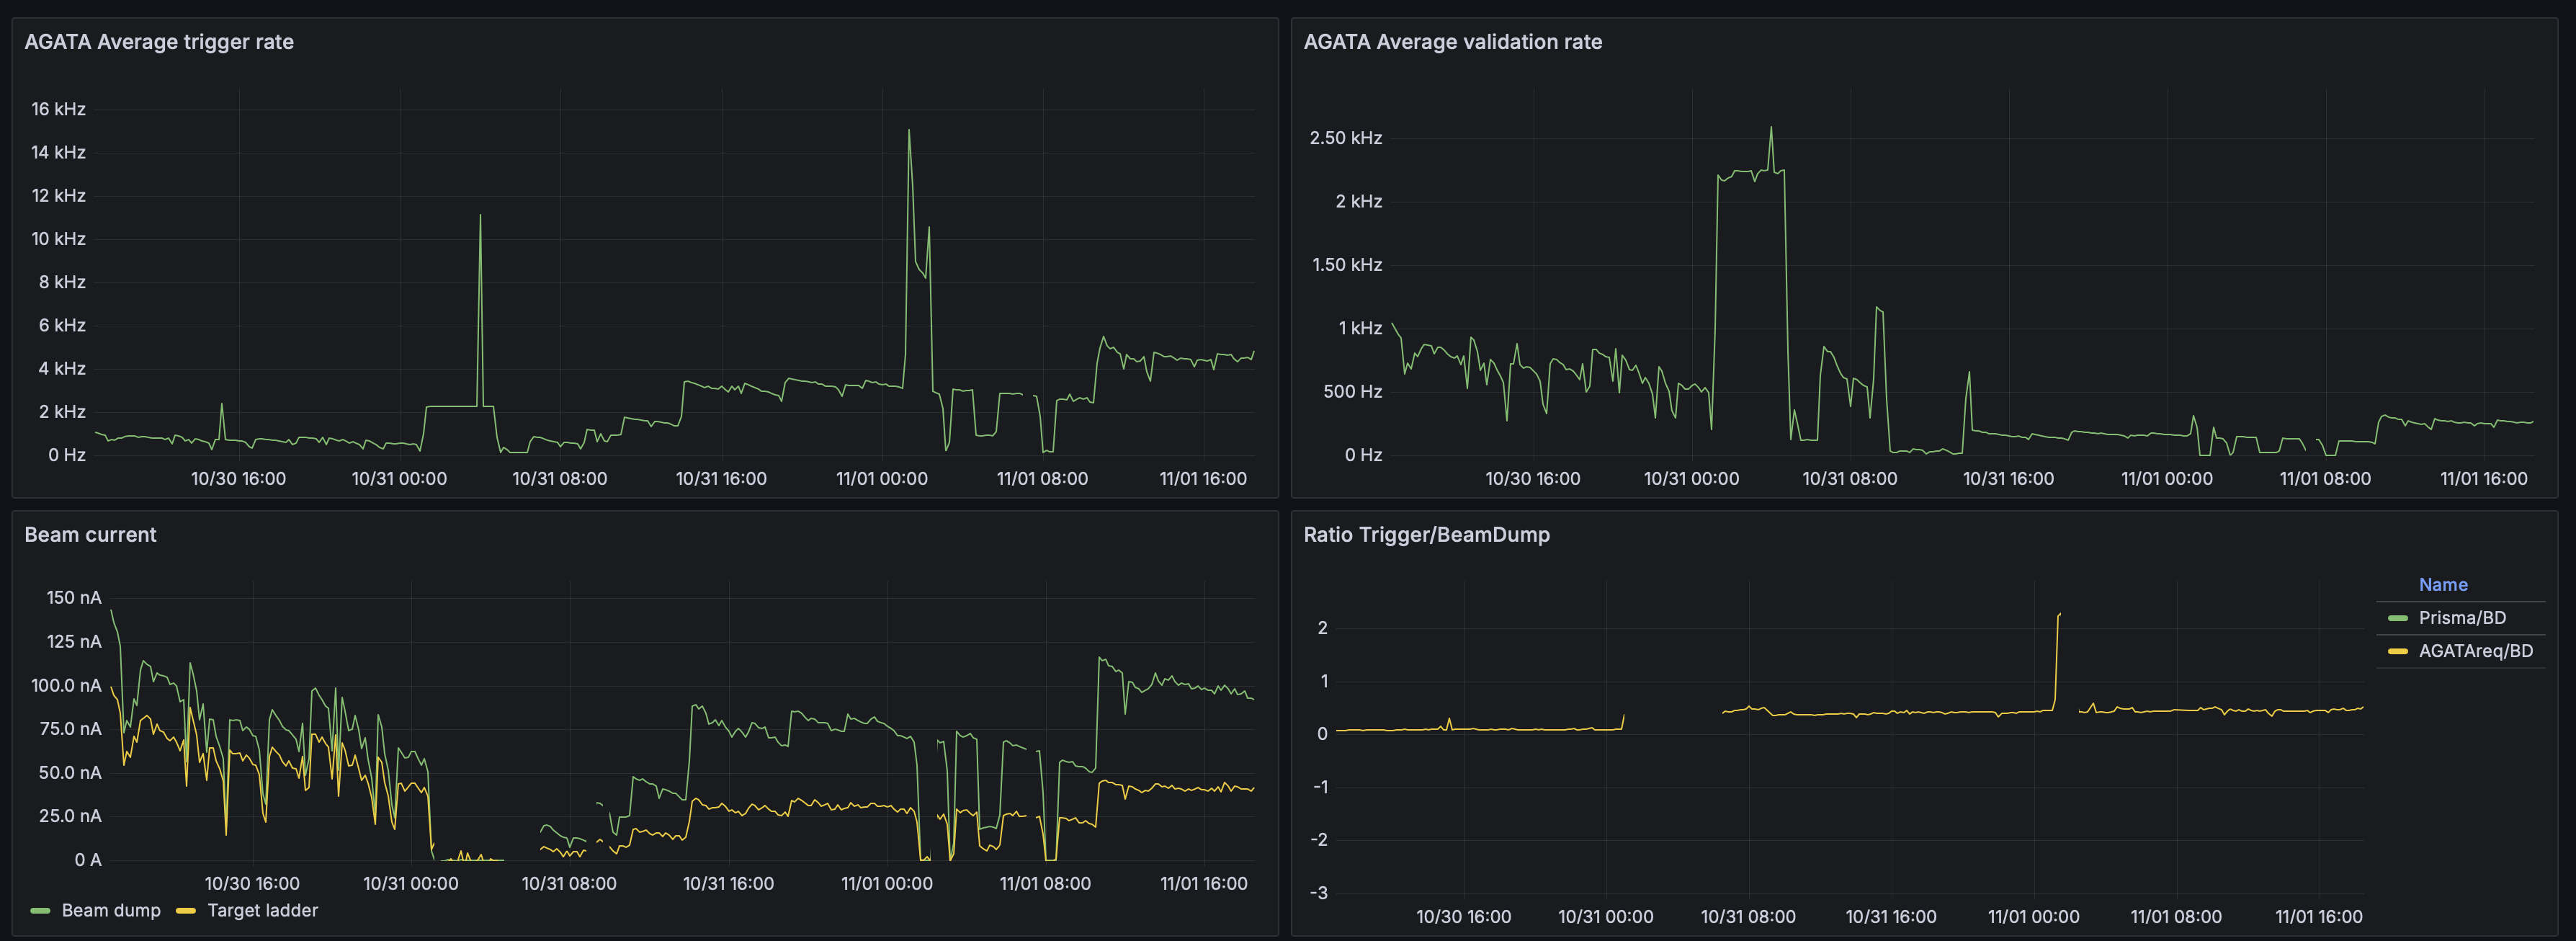 AGATA Average trigger rate
16 kHz
14 kHz
12 kHz
10 kHz
8 kHz
6 kHz
4 kHz
2 kHz
0 Hz
10/30 16:00 10/31 00:00 10/31 08:00 10/31 16:00 11/01 00:00 11/01 08:00 11/01 16:00
AGATA Average validation rate
2.50 kHz
2 kHz
1.50 kHz
1 kHz
500 Hz
0 Hz
10/30 16:00 10/31 00:00 10/31 08:00 10/31 16:00 11/01 00:00 11/01 08:00 11/01 16:00
Beam current
150 nA
125 nA
100.0 nA
75.0 nA
50.0 nA
25.0 nA
0 A
10/30 16:00 10/31 00:00 10/31 08:00 10/31 16:00 11/01 00:00 11/01 08:00 11/01 16:00
Beam dump Target ladder
Ratio Trigger/BeamDump
2
1
0
-1
-2
-3
10/30 16:00 10/31 00:00 10/31 08:00 10/31 16:00 11/01 00:00 11/01 08:00 11/01 16:00
Name
Prisma/BD
AGATAreq/BD